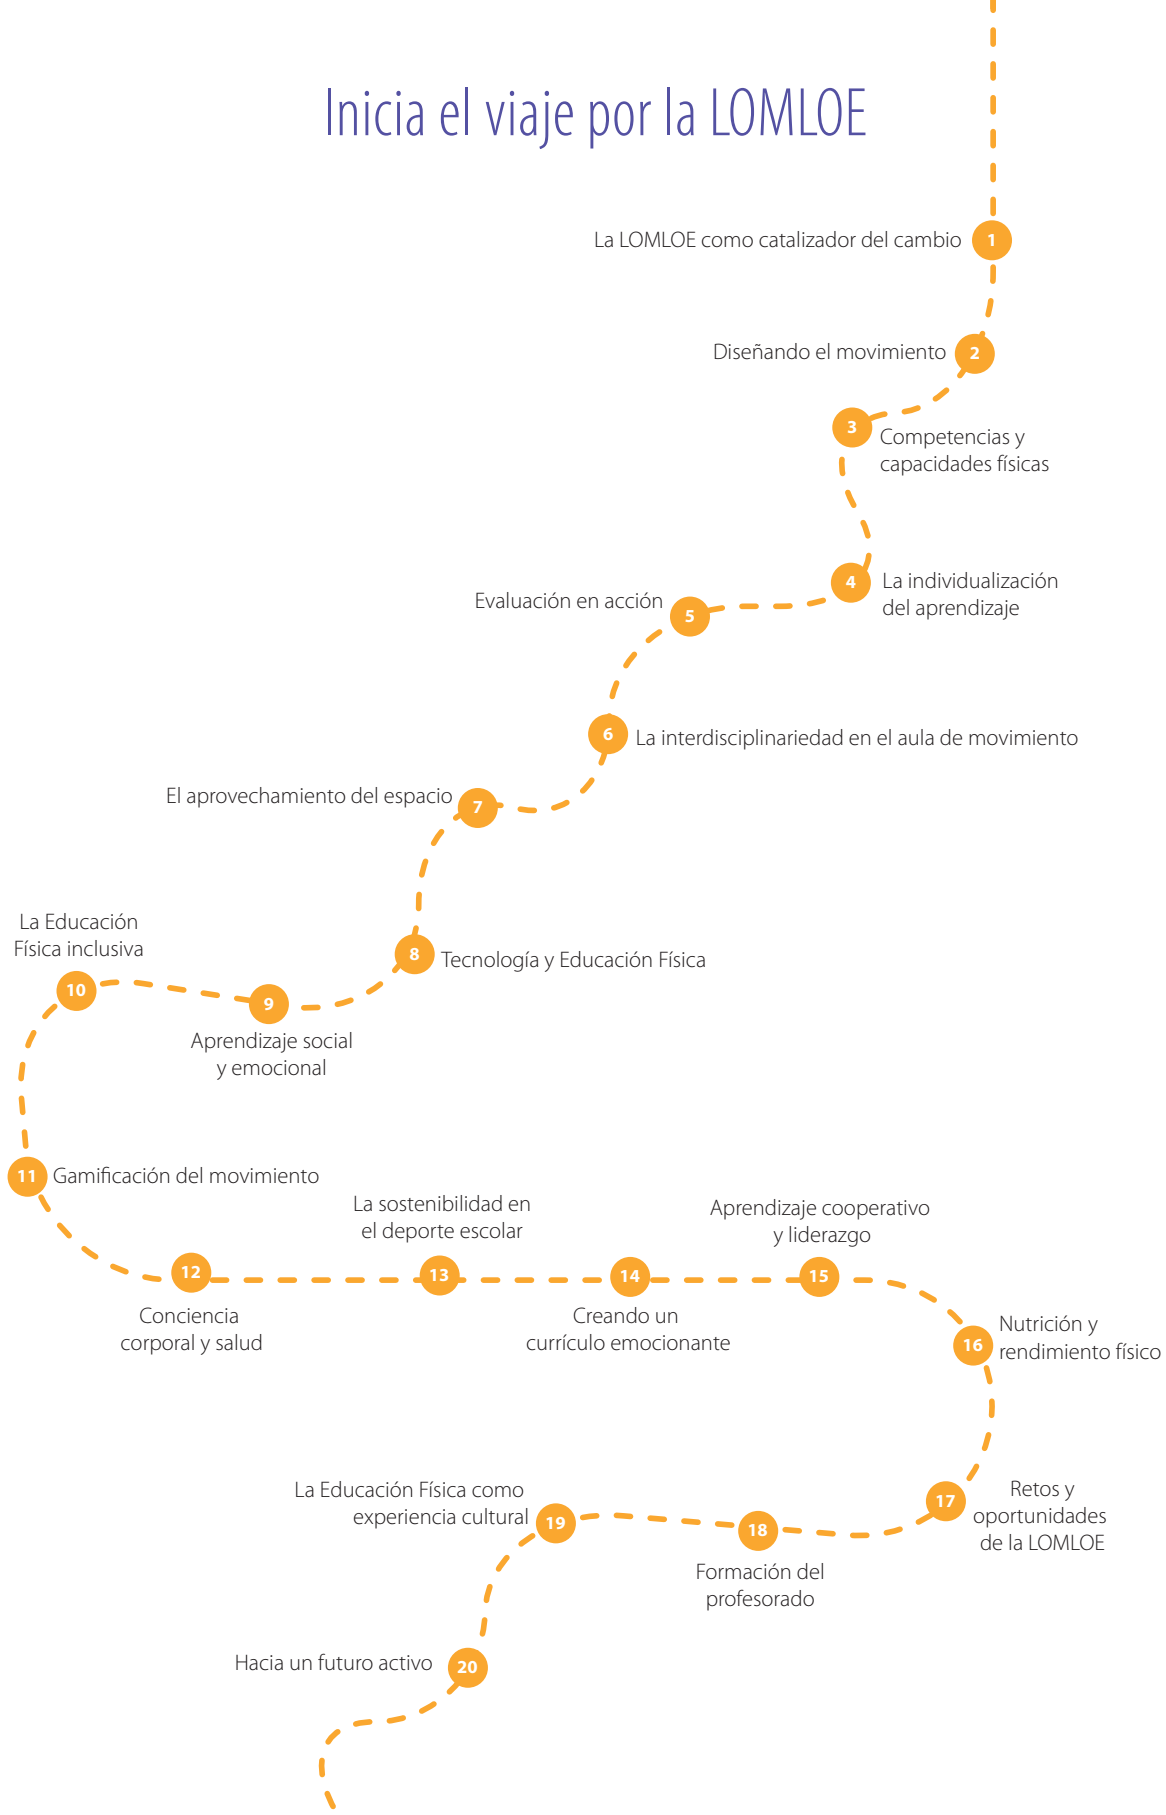 Inicia el viaje por la LOMLOE
La LOMLOE como catalizador del cambio
1
Diseñando el movimiento
2
3
Competencias y
capacidades físicas
4
La individualización
del aprendizaje
Evaluación en acción
5
6
La interdisciplinariedad en el aula de movimiento
El aprovechamiento del espacio
7
8
Tecnología y Educación Física
9
Aprendizaje social
y emocional
La Educación
Física inclusiva
10
11
Gamificación del movimiento
12
Conciencia
corporal y salud
La sostenibilidad en
el deporte escolar
13
14
Creando un
currículo emocionante
Aprendizaje cooperativo
y liderazgo
15
16
Nutrición y
rendimiento físico
17
Retos y
oportunidades
de la LOMLOE
18
Formación del
profesorado
La Educación Física como
experiencia cultural
19
Hacia un futuro activo
20